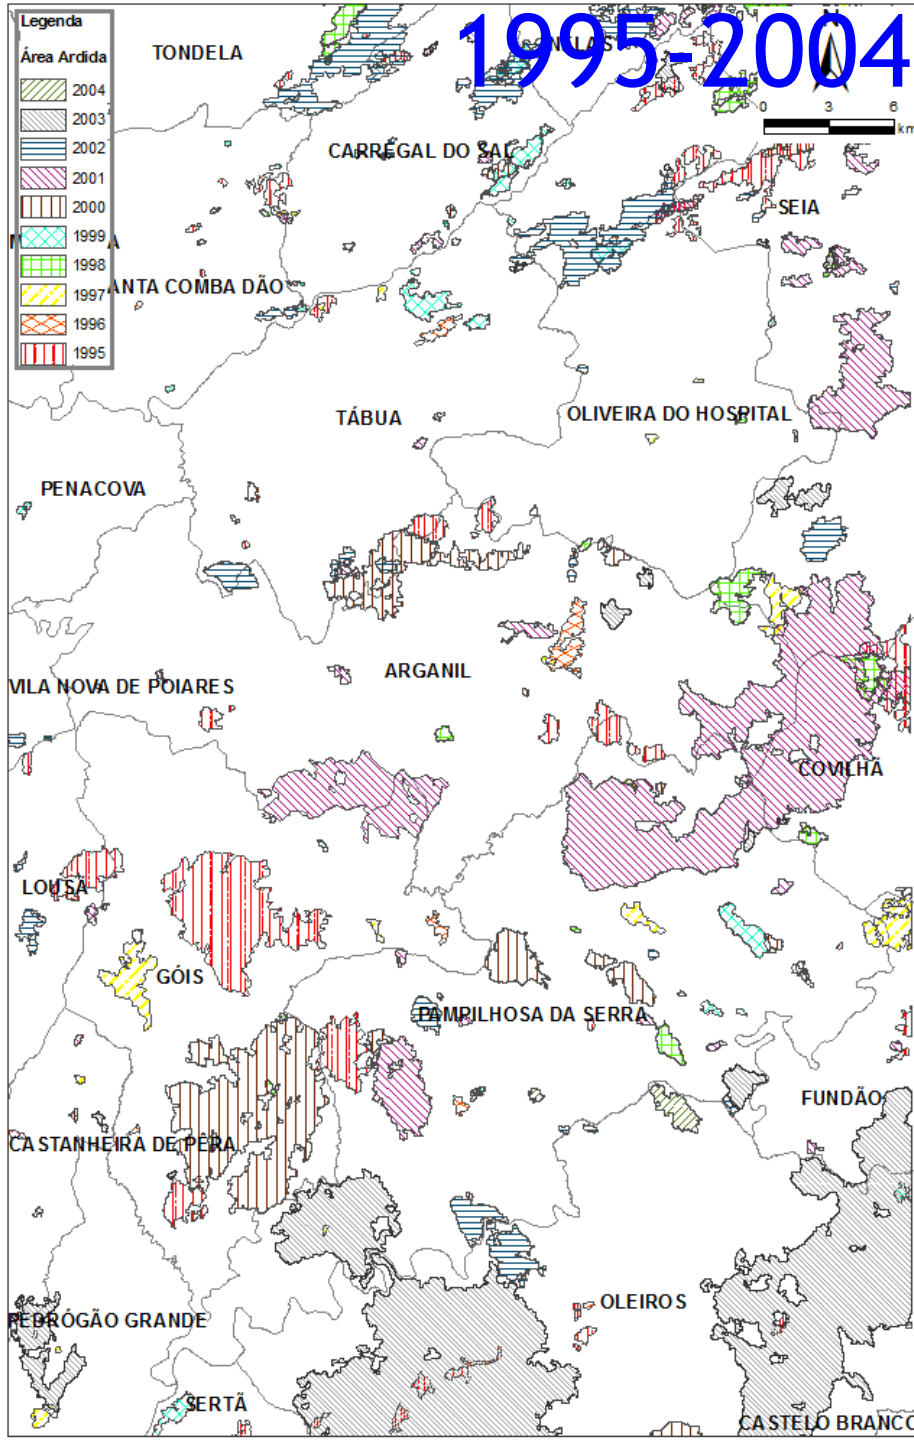 1995-2004
Legenda
Área Ardida
2004
2003
2002
2001
2000
1999
1998
1997
1996
1995
TONDELA
N
0 3 6
km
CARREGAL DO SAL
SEIA
ANTA COMBA DÃO
TÁBUA
OLIVEIRA DO HOSPITAL
PENACOVA
ARGANIL
VILA NOVA DE POIARES
COVILHÃ
LOUSA
GÓIS
PAMPILHOSA DA SERRA
FUNDÃO
CASTANHEIRA DE PÊRA
OLEIROS
PEDRÓGÃO GRANDE
SERTÃ
CASTELO BRANCO